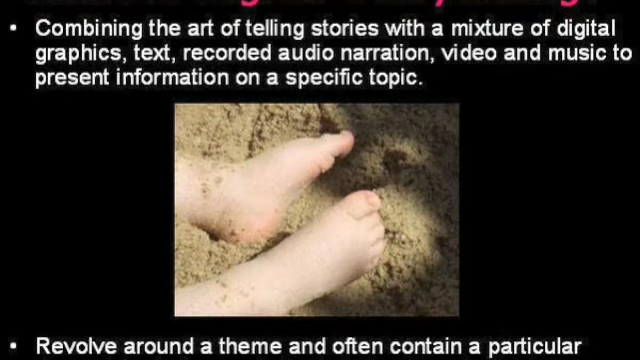 • Combining the art of telling stories with a mixture of digital
graphics, text, recorded audio narration, video and music to
present information on a specific topic.
• Revolve around a theme and often contain a particular